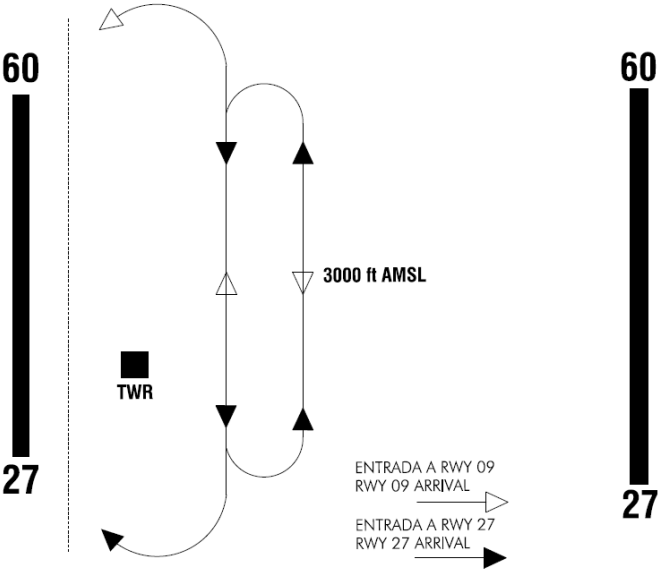 60
60
3000 ft AMSL
TWR
27
27
ENTRADA A RWY 09
RWY 09 ARRIVAL
ENTRADA A RWY 27
RWY 27 ARRIVAL